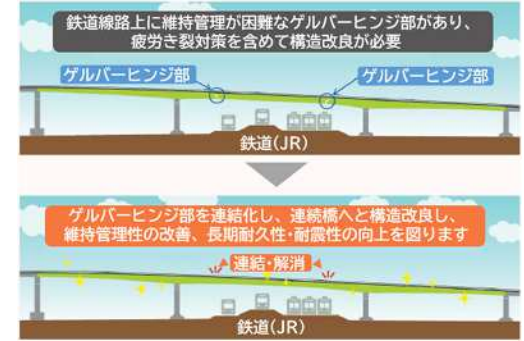 鉄道線路上に維持管理が困難なゲルバーヒンジ部があり、
疲労き裂対策を含めて構造改良が必要
ゲルバーヒンジ部
ゲルバーヒンジ部
鉄道(JR)
ゲルバーヒンジ部を連結化し、連続橋へと構造改良し、
維持管理性の改善、長期耐久性・耐震性の向上を図ります
連結・解消
鉄道(JR)